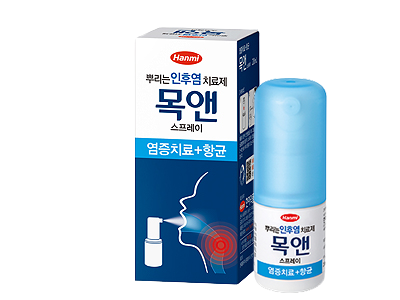 Hanmi
뿌리는 인후염 치료제
목앤
스프레이
염증치료+항균
Hanmi
뿌리는 인후염 치료제
목앤
스프레이
염증치료+항균